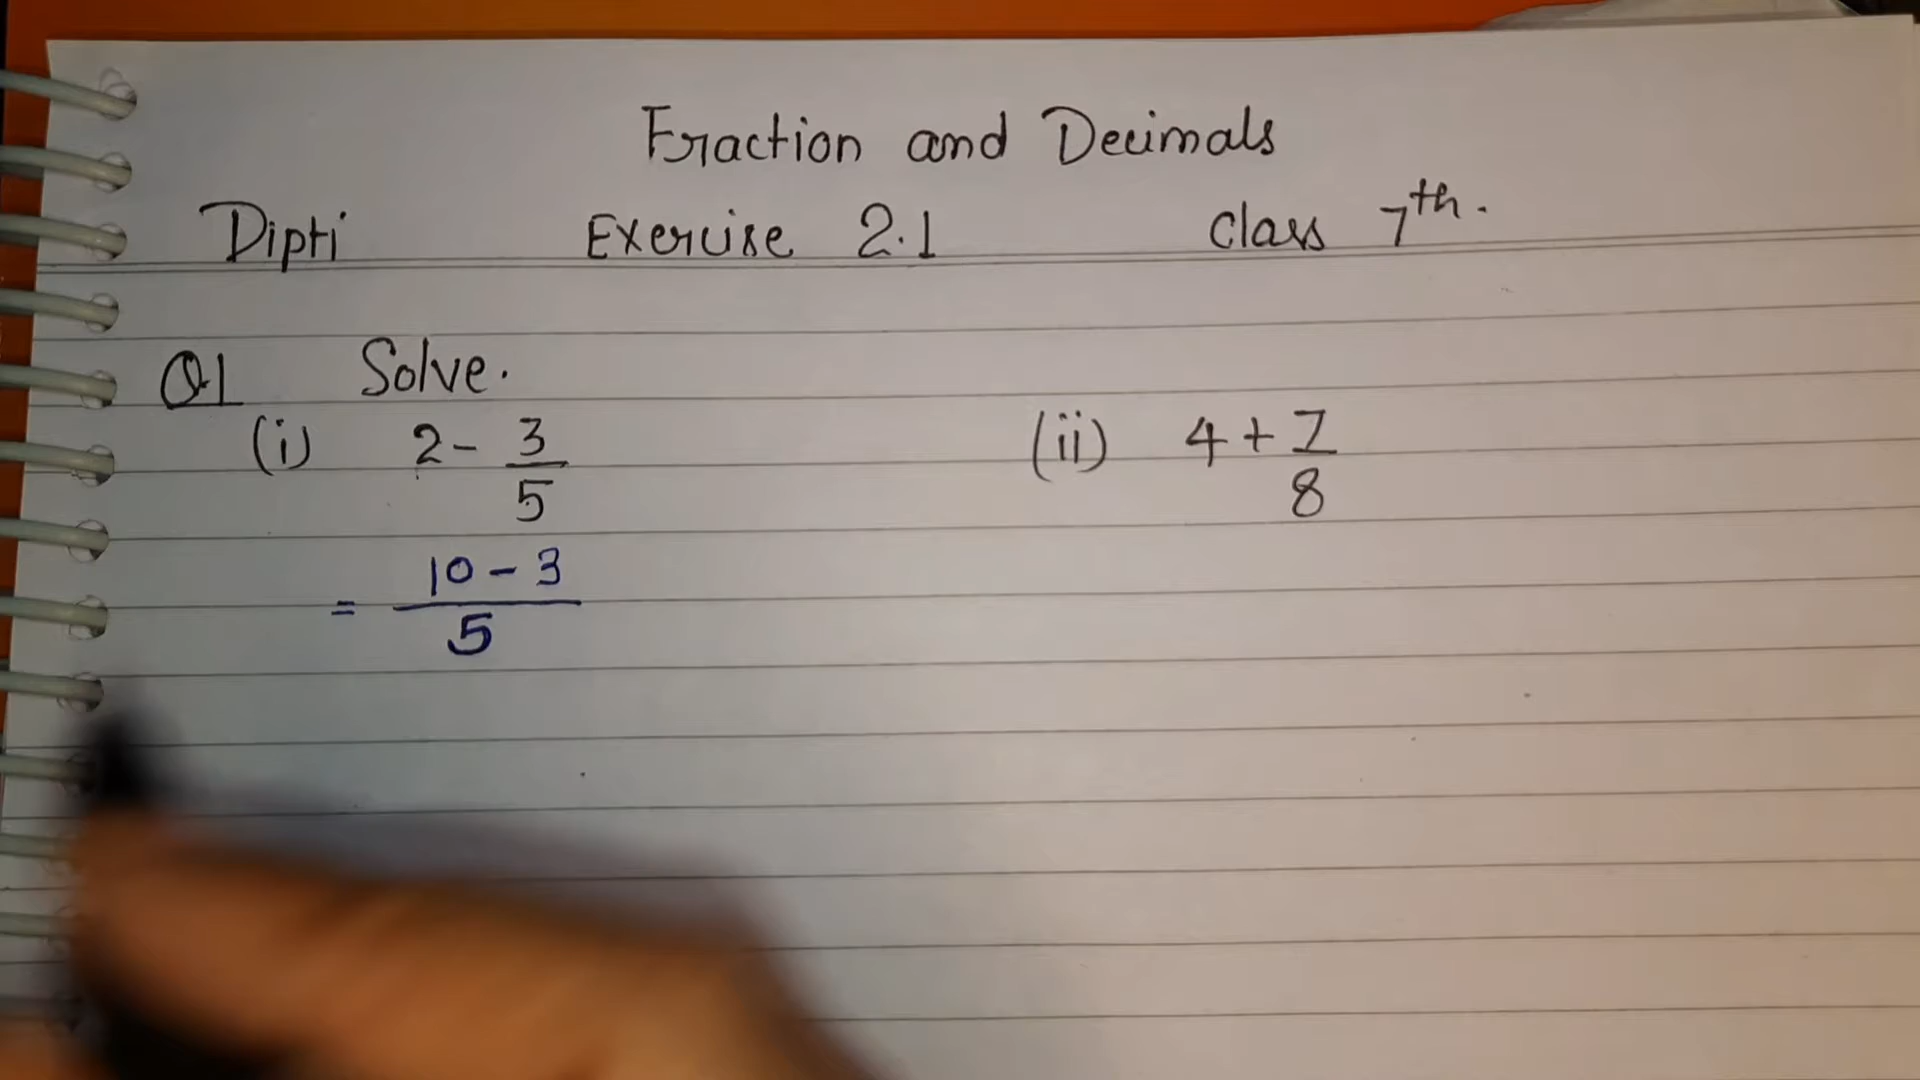 Fraction and Decimals
Dipti Exercise 2.1 Class 7th.
Q1 Solve.
(i) 2 - 3/5 (ii) 4 + 7/8
= 10 - 3/5